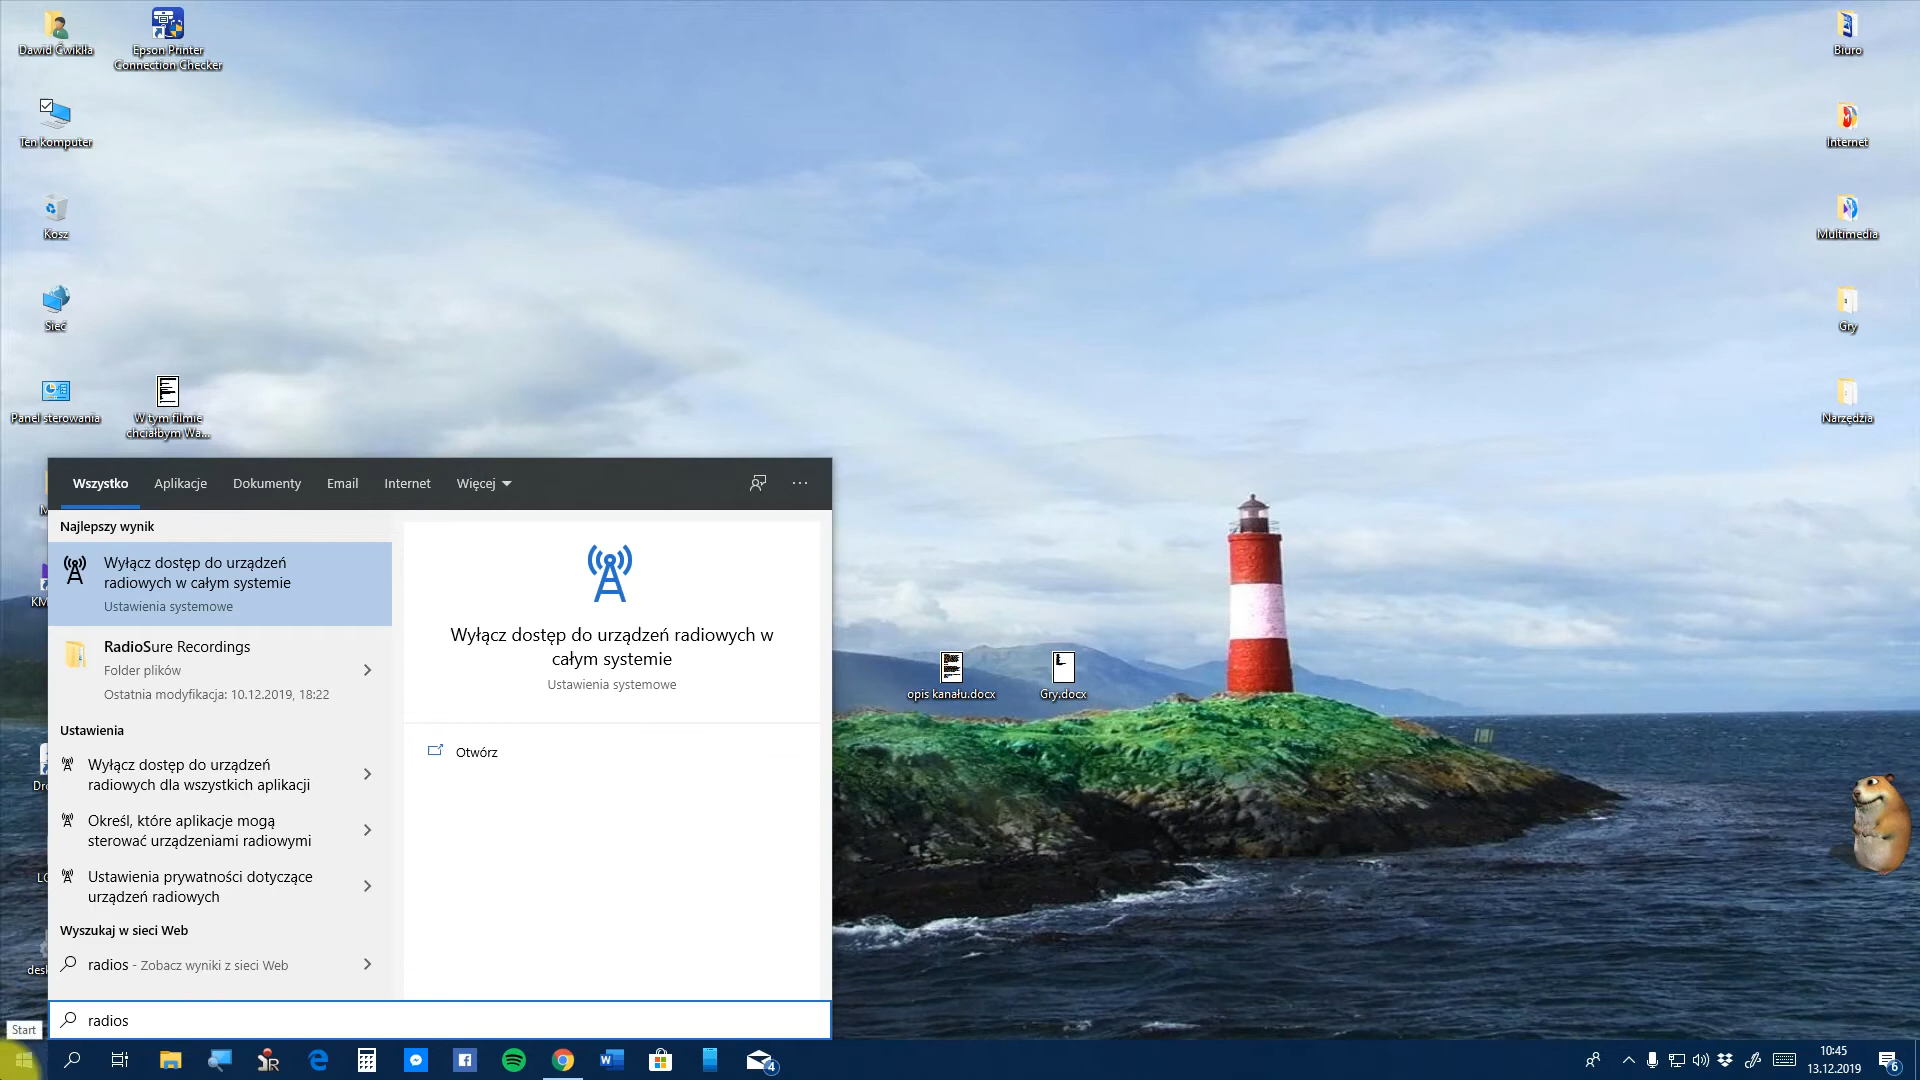 Dawid Ćwiklła
Epson Printer
Connection Checker
Ten komputer
Kosz
Sieć
Panel sterowania
W tym filmie
chciałbym Wa...
Biuro
Internet
Multimedia
Gry
Narzędzia
opis kanału.docx
Gry.docx
Wszystko
Aplikacje
Dokumenty
Email
Internet
Więcej
Najlepszy wynik
Wyłącz dostęp do urządzeń
radiowych w całym systemie
Ustawienia systemowe
RadioSure Recordings
Folder plików
Ostatnia modyfikacja: 10.12.2019, 18:22
Ustawienia
Wyłącz dostęp do urządzeń
radiowych dla wszystkich aplikacji
Określ, które aplikacje mogą
sterować urządzeniami radiowymi
Ustawienia prywatności dotyczące
urządzeń radiowych
Wyszukaj w sieci Web
radios - Zobacz wyniki z sieci Web
Wyłącz dostęp do urządzeń radiowych w
całym systemie
Ustawienia systemowe
Otwórz
radios
Start
4
10:45
13.12.2019
6